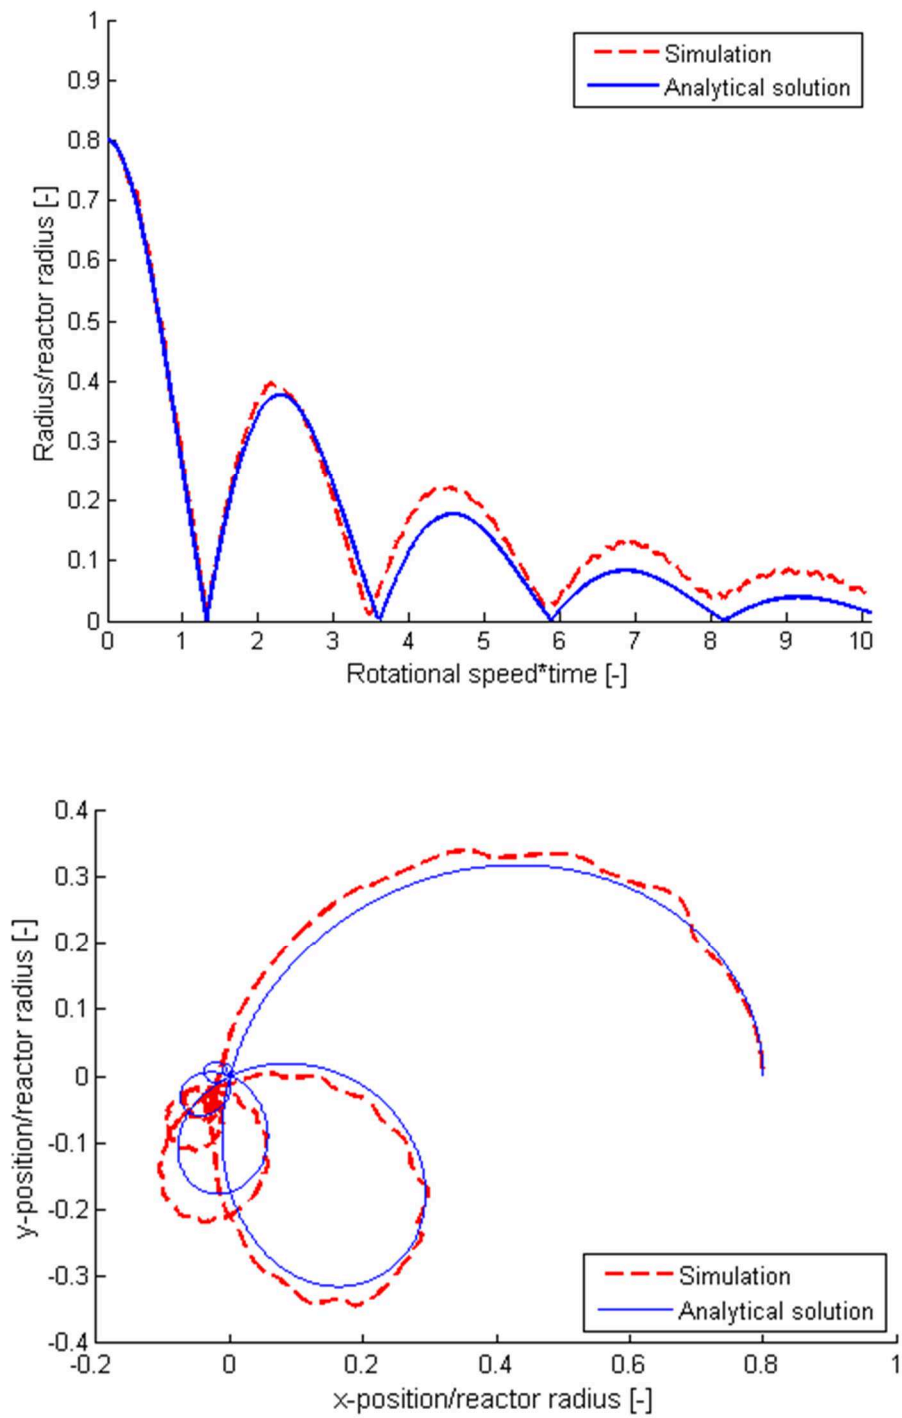 1
0.9
0.8
0.7
0.6
0.5
0.4
0.3
0.2
0.1
0
Radius/reactor radius [-]
Simulation
Analytical solution
0 1 2 3 4 5 6 7 8 9 10
Rotational speed*time [-]
0.4
0.3
0.2
0.1
0
-0.1
-0.2
-0.3
-0.4
y-position/reactor radius [-]
Simulation
Analytical solution
-0.2 0 0.2 0.4 0.6 0.8 1
x-position/reactor radius [-]